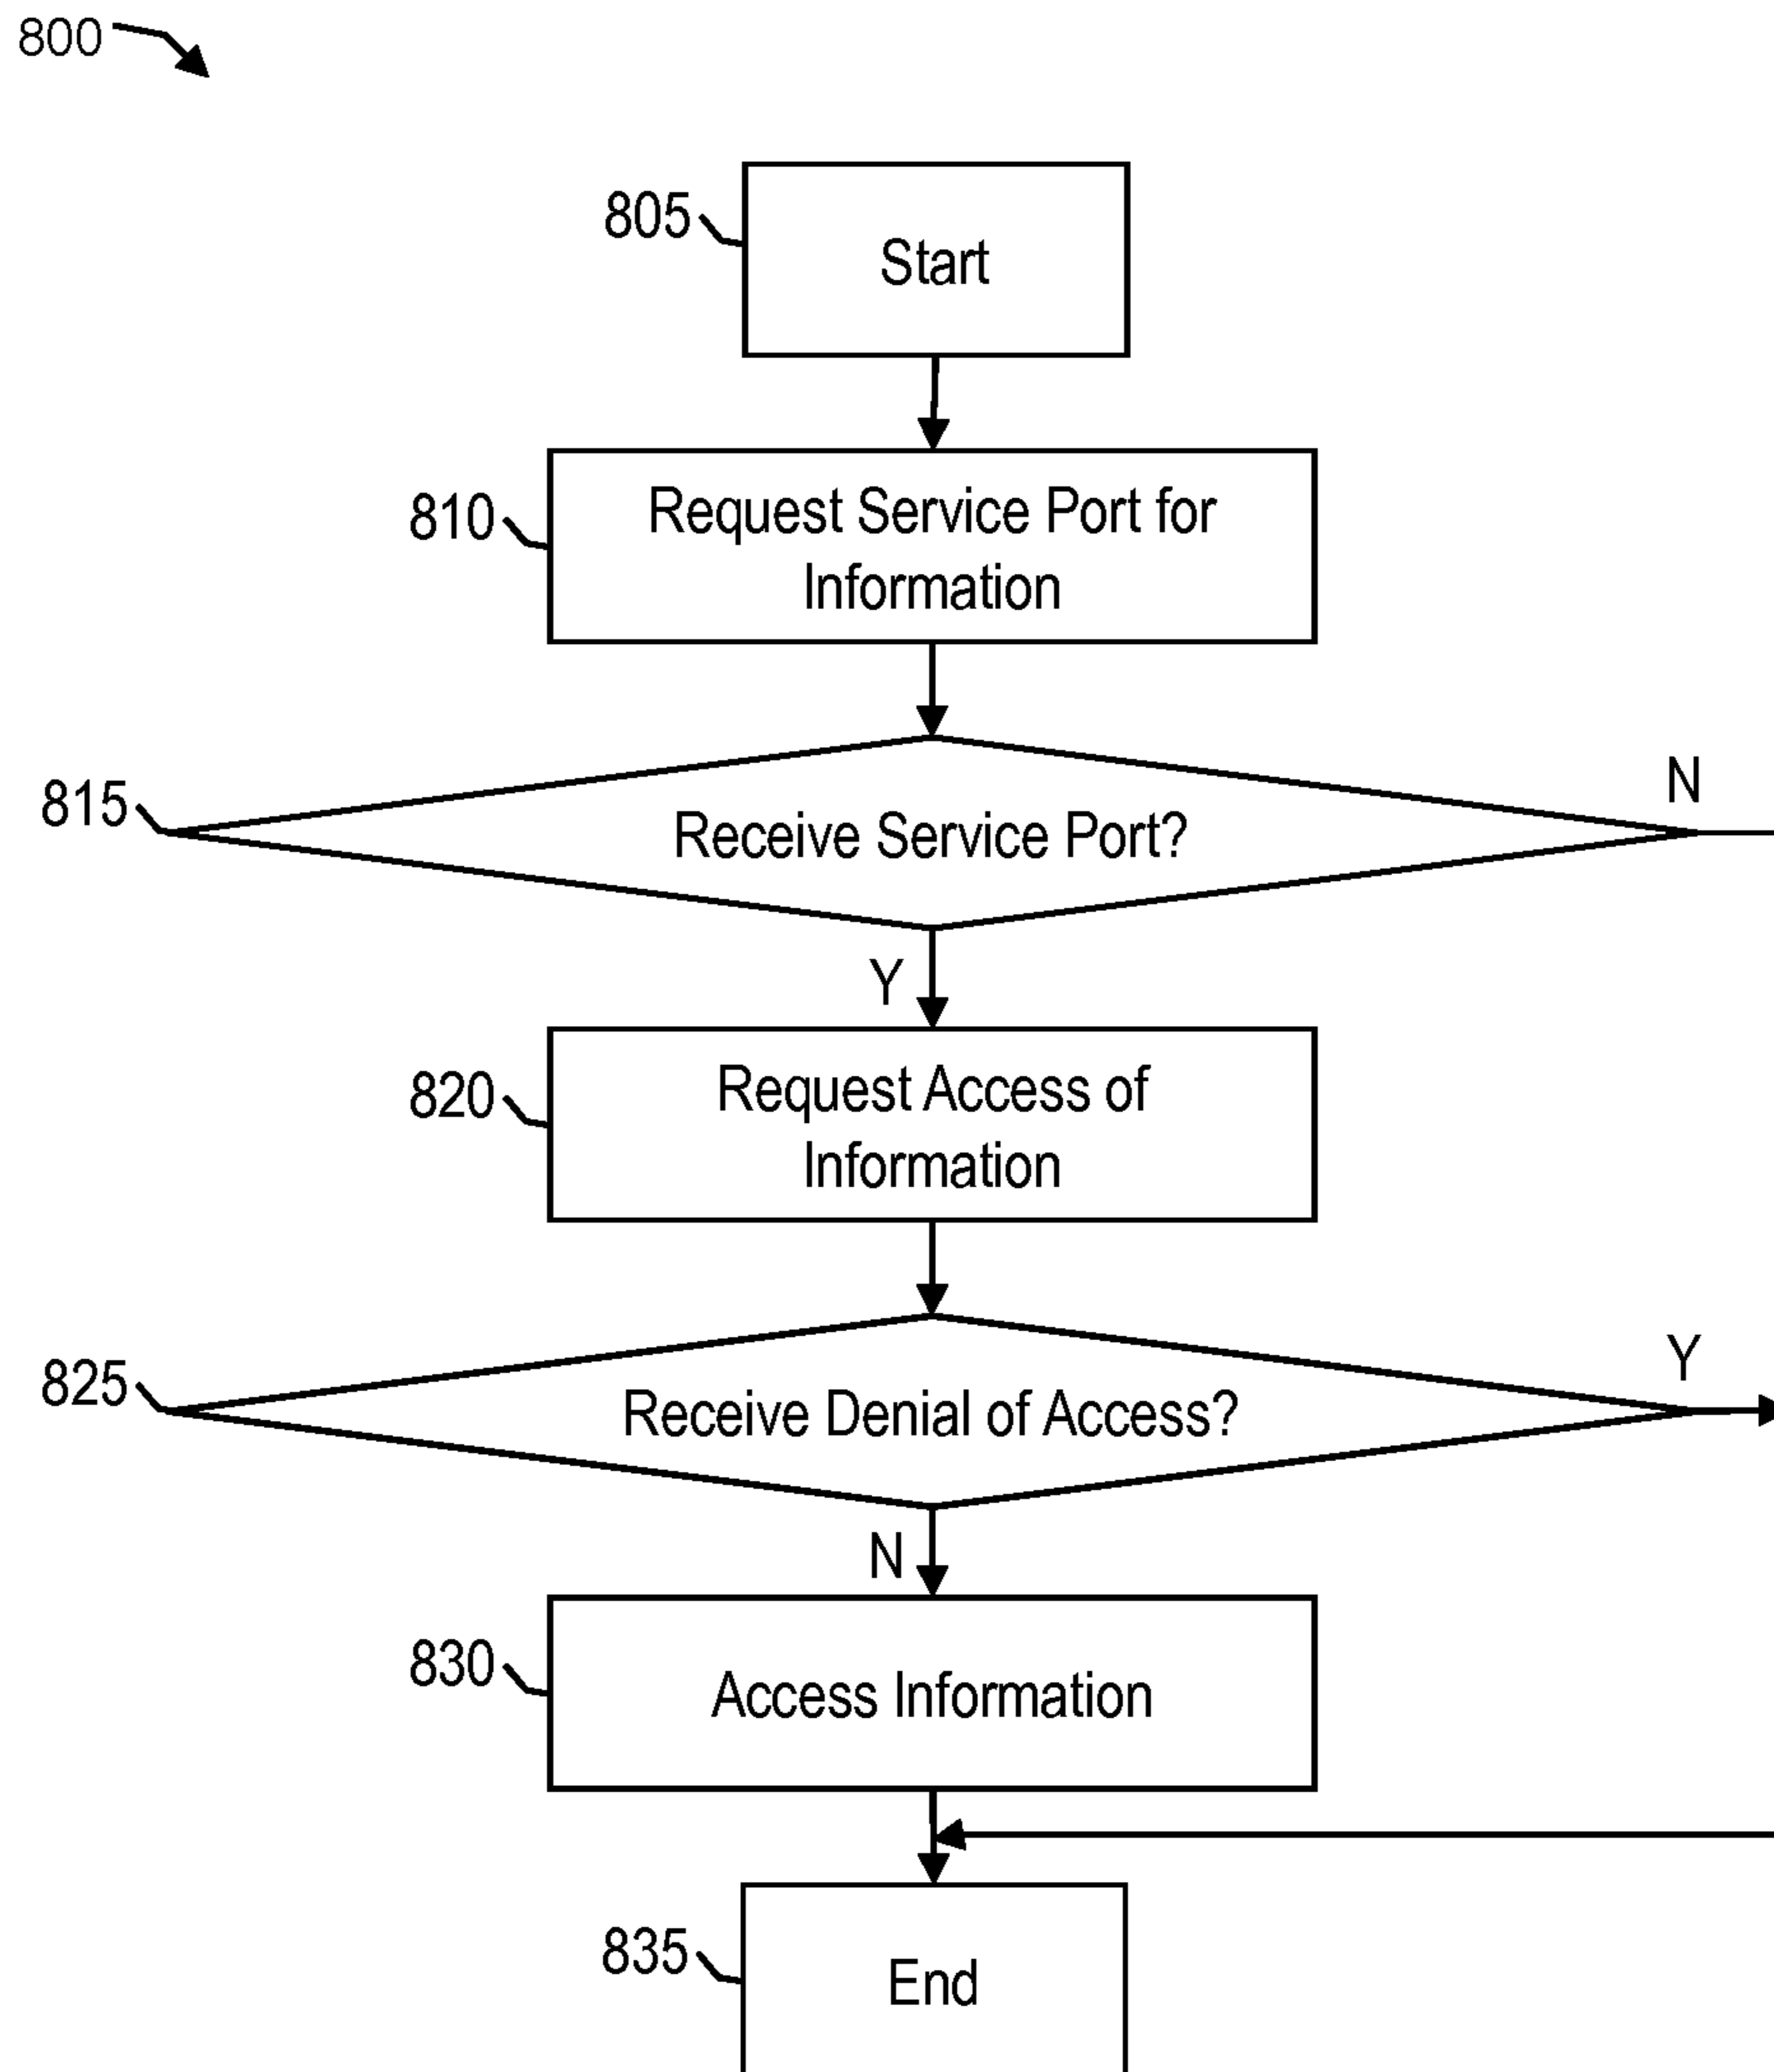 800
805
Start
810
Request Service Port for
Information
815
Receive Service Port?
N
Y
820
Request Access of
Information
825
Receive Denial of Access?
Y
N
830
Access Information
835
End